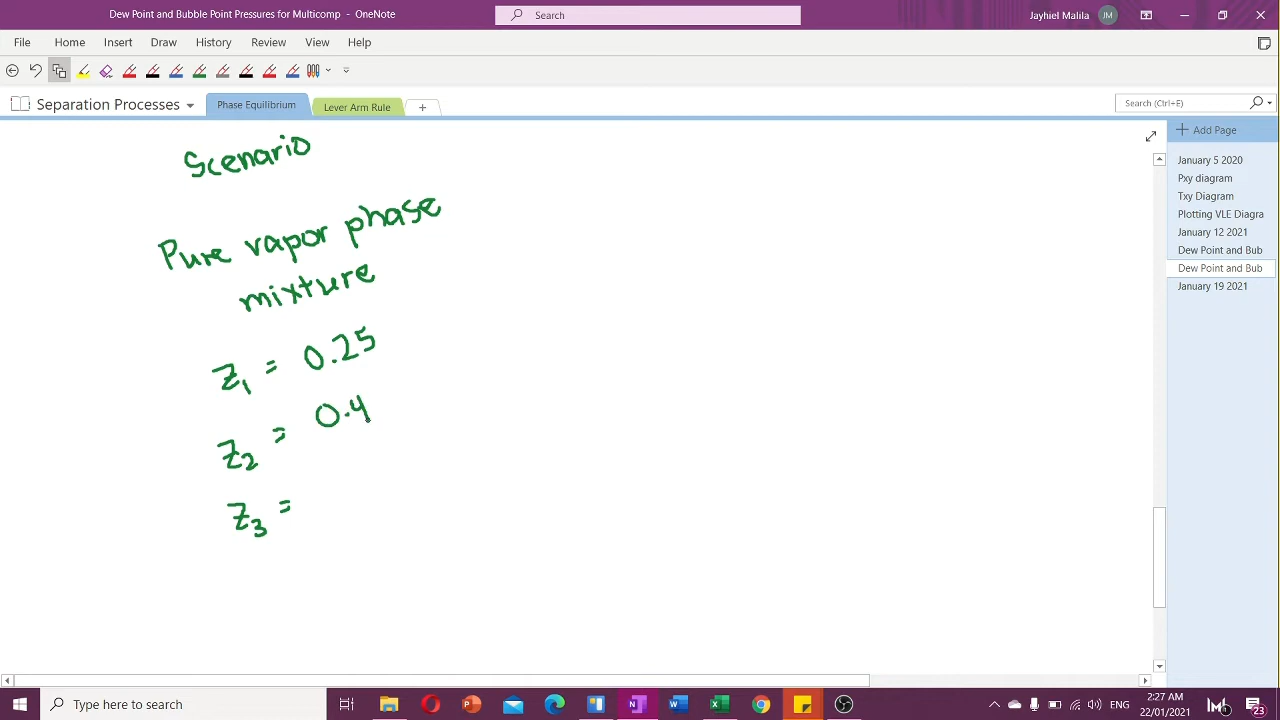 Dew Point and Bubble Point Pressures for Multicomp... - OneNote
Search
Jayhiel Malila
JM
File Home Insert Draw History Review View Help
Separation Processes
Phase Equilibrium
Lever Arm Rule
Search (Ctrl+E)
Add Page
January 5 2020
Pxy diagram
Txy Diagram
Plotting VLE Diagra
January 12 2021
Dew Point and Bub
Dew Point and Bub
January 19 2021
Scenario
Pure vapor phase
mixture
z₁ = 0.25
z₂ = 0.4
z₃ =
Type here to search
ENG
2:27 AM
22/01/2021
23